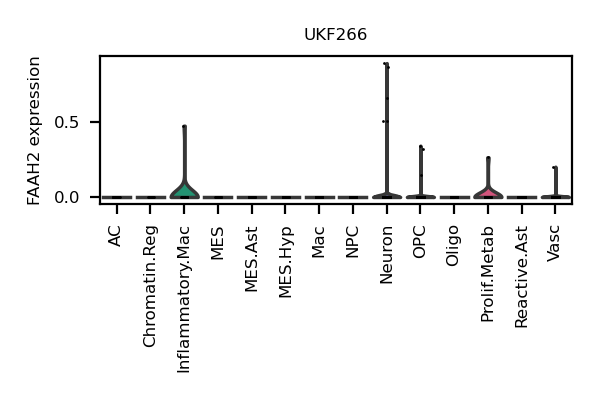 UKF266
FAAH2 expression
0.5
0.0
AC
Chromatin.Reg
Inflammatory.Mac
MES
MES.Ast
MES.Hyp
Mac
NPC
Neuron
OPC
Oligo
Prolif.Metab
Reactive.Ast
Vasc